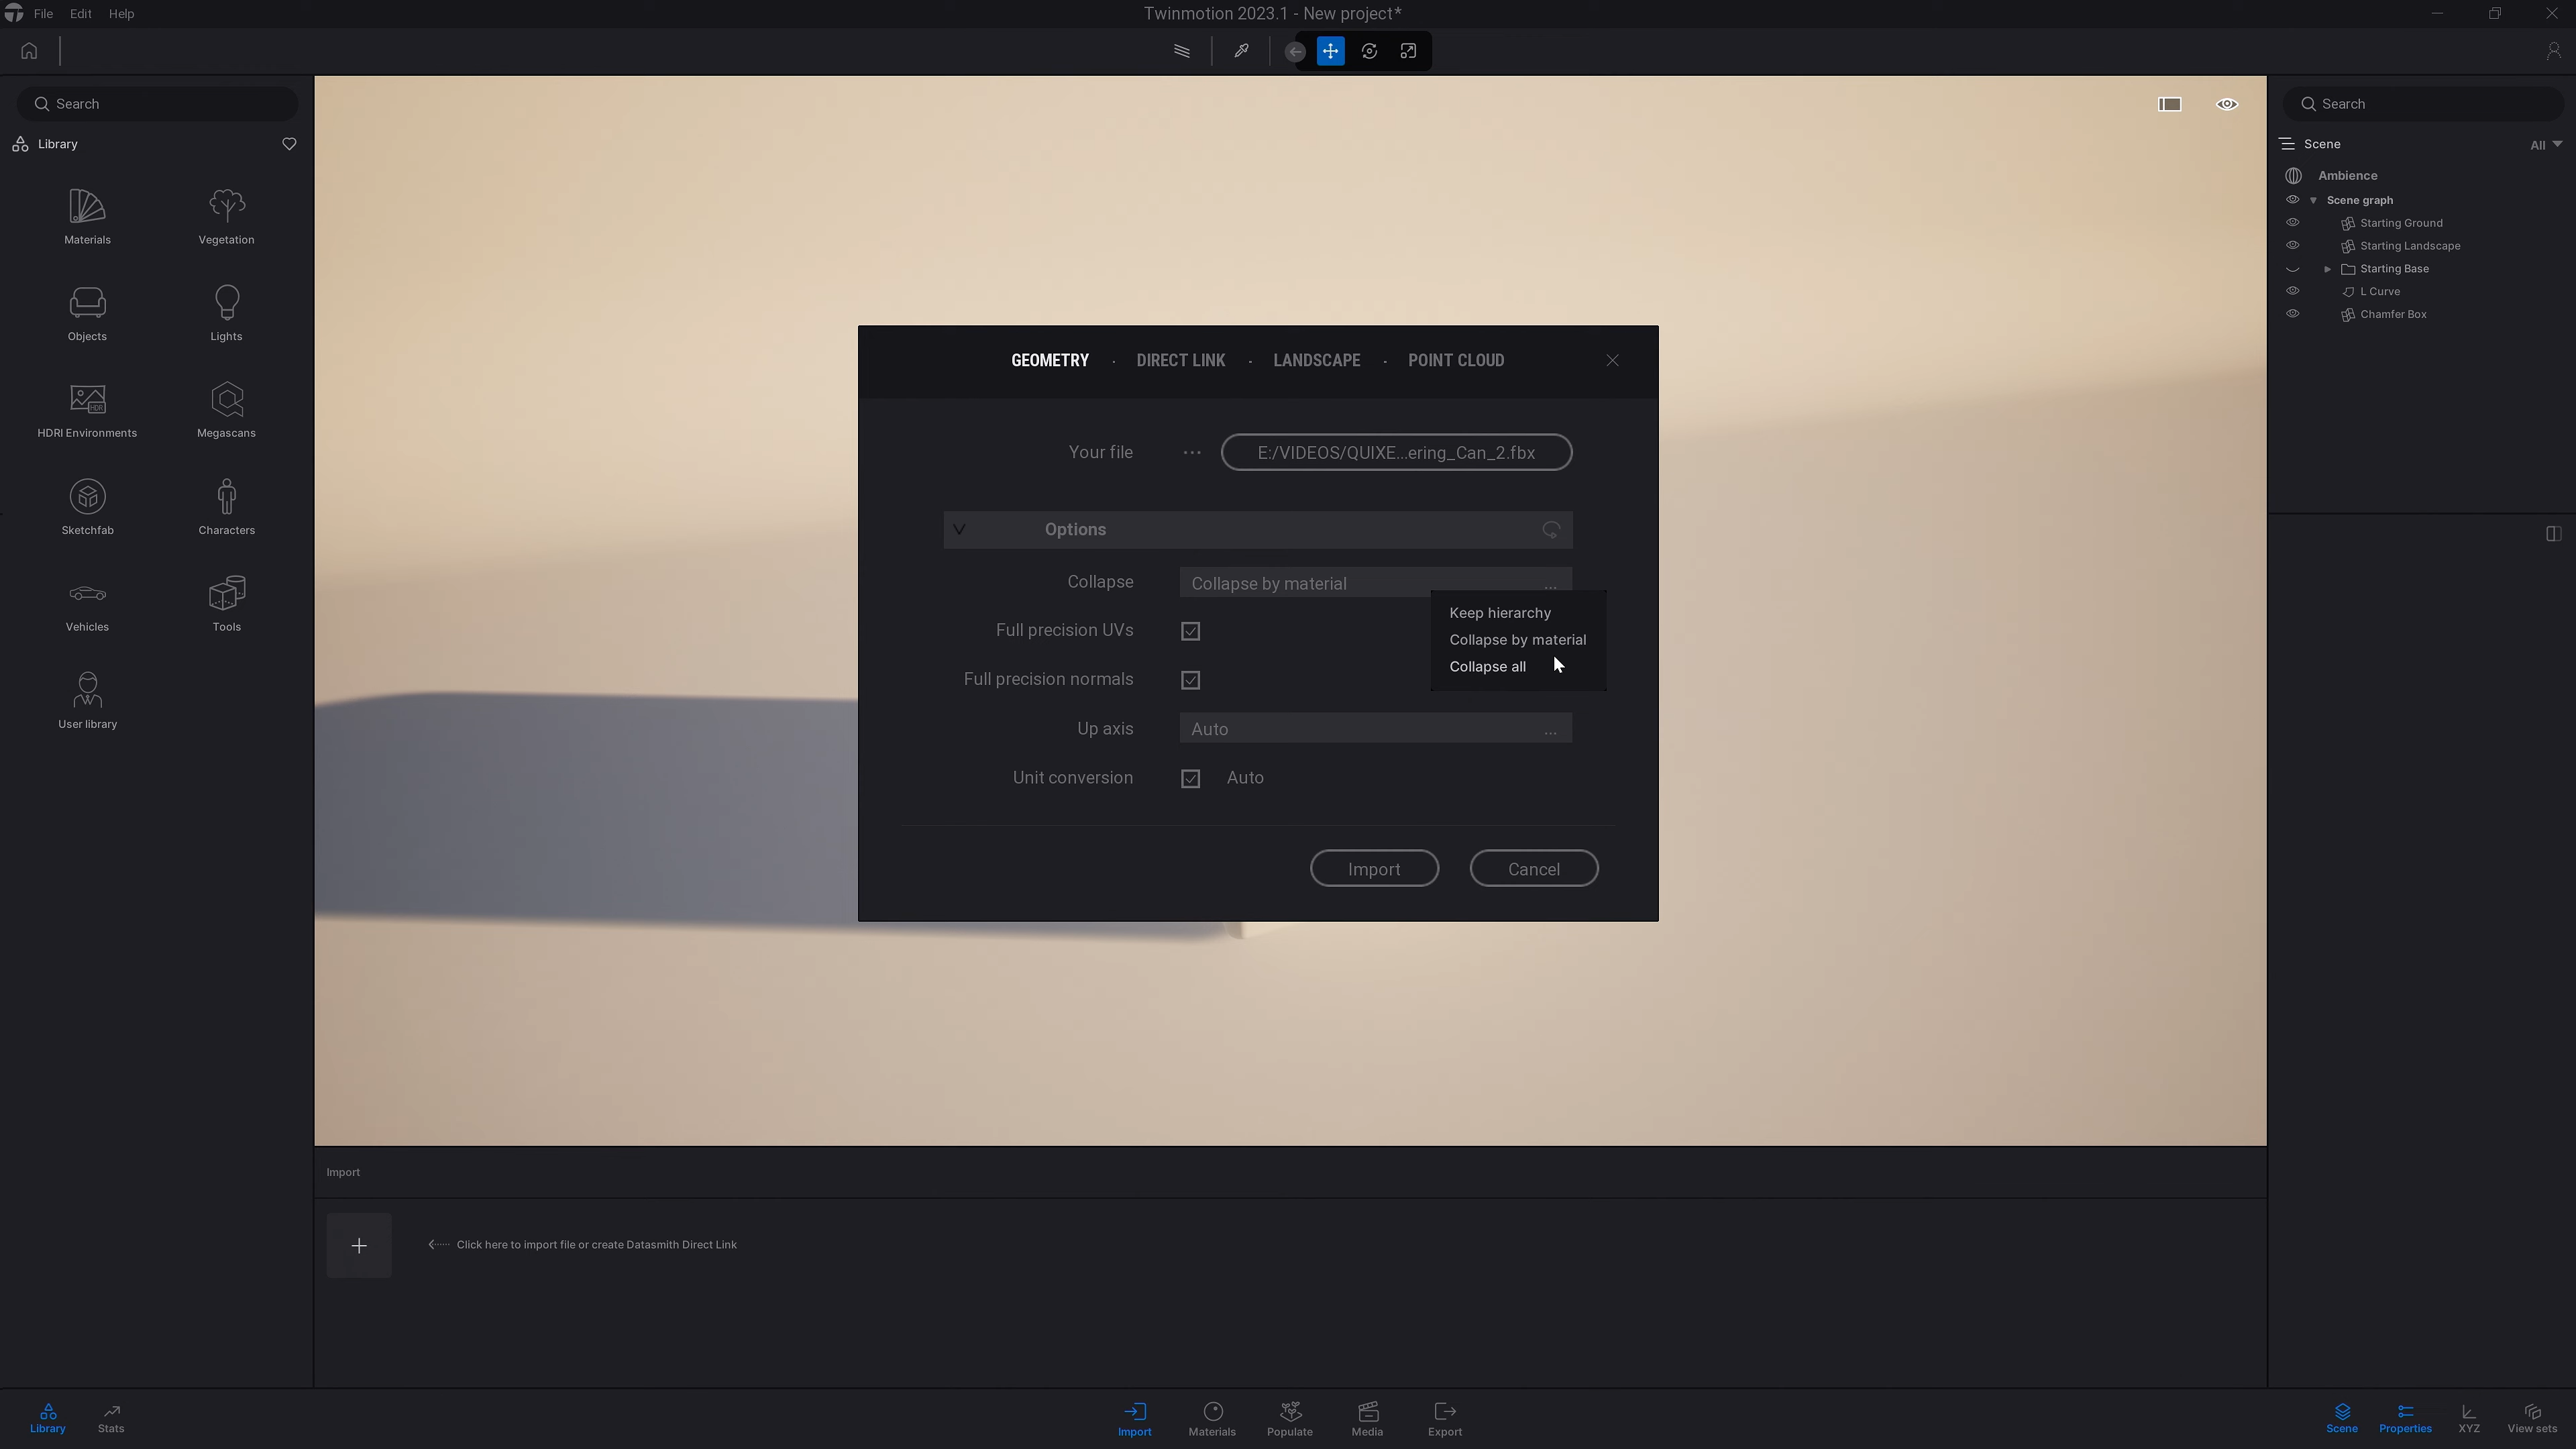 File Edit Help
Twinmotion 2023.1 - New project*
Search
Library
Materials
Vegetation
Objects
Lights
HDR
HDRI Environments
Megascans
Sketchfab
Characters
Vehicles
Tools
User library
GEOMETRY · DIRECT LINK · LANDSCAPE · POINT CLOUD
Your file ... E:/VIDEOS/QUIXE...ering_Can_2.fbx
Options
Collapse Collapse by material ...
Keep hierarchy
Collapse by material
Collapse all
Full precision UVs
Full precision normals
Up axis Auto ...
Unit conversion Auto
Import Cancel
Search
Scene All
Ambience
Scene graph
Starting Ground
Starting Landscape
Starting Base
L Curve
Chamfer Box
Import
+
Click here to import file or create Datasmith Direct Link
Library Stats
Import Materials Populate Media Export
Scene Properties XYZ View sets